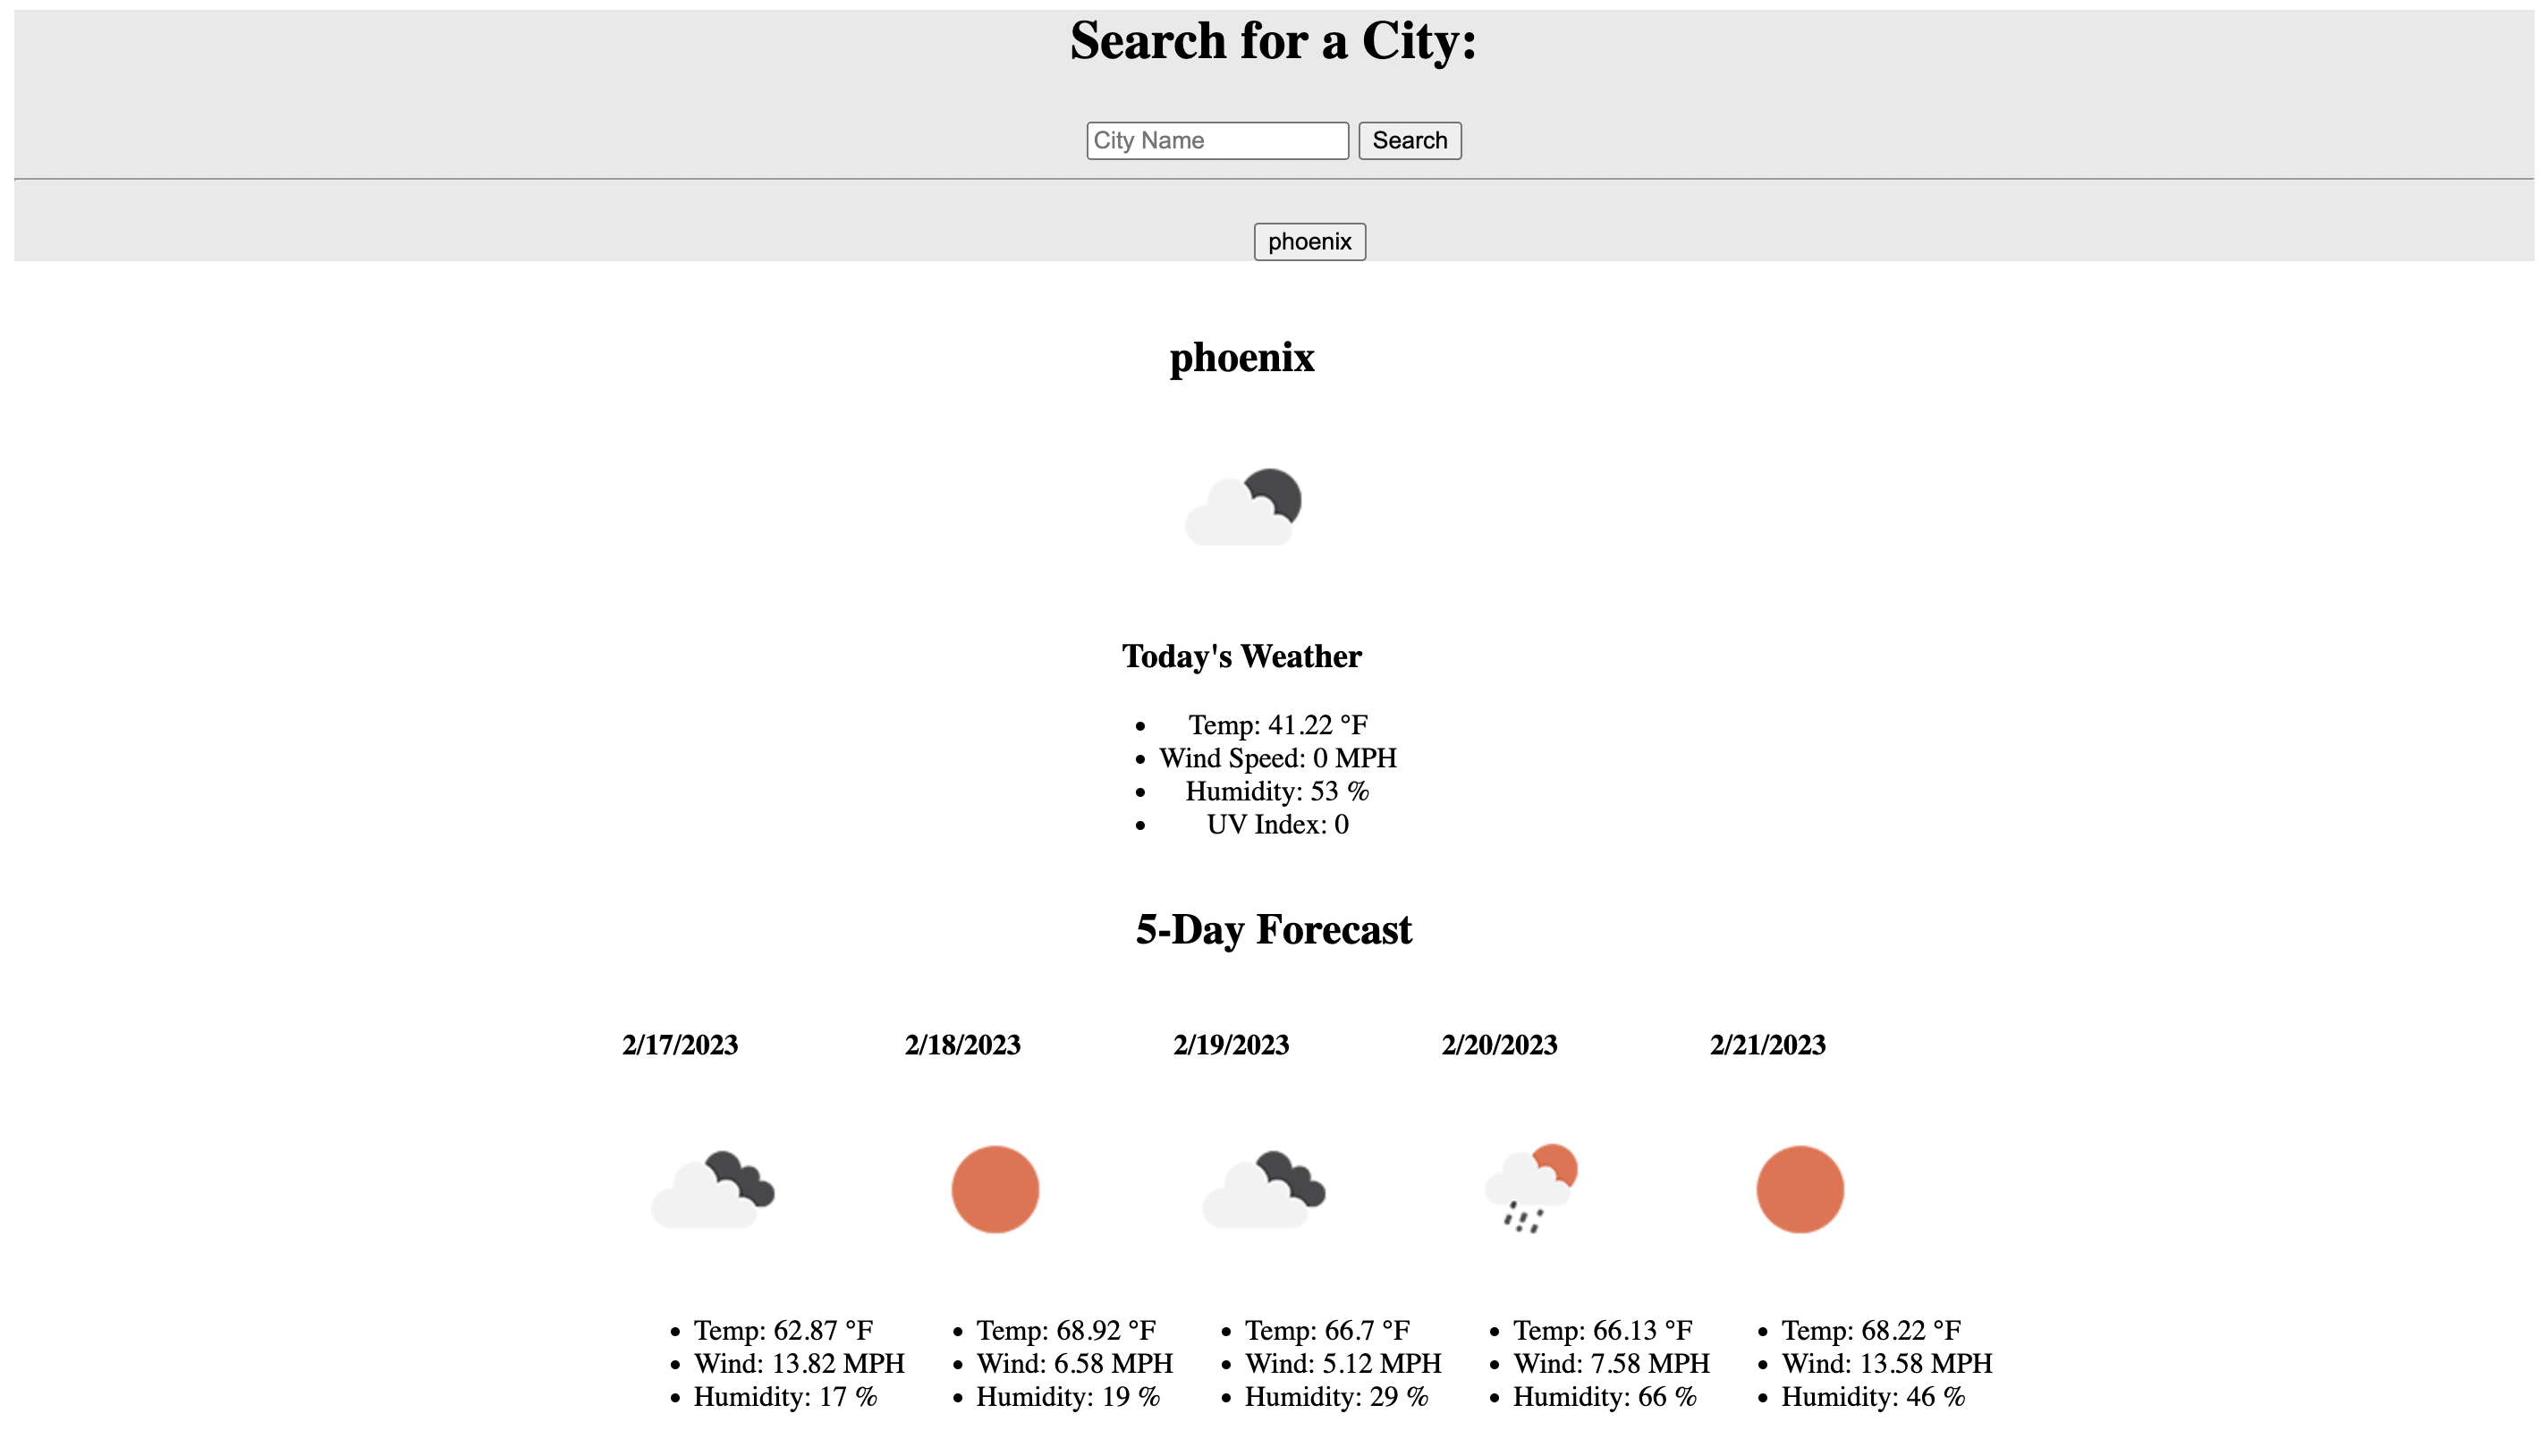 Search for a City:
City Name Search
phoenix
phoenix
Today's Weather
Temp: 41.22 °F
Wind Speed: 0 MPH
Humidity: 53 %
UV Index: 0
5-Day Forecast
2/17/2023 2/18/2023 2/19/2023 2/20/2023 2/21/2023
Temp: 62.87 °F Temp: 68.92 °F Temp: 66.7 °F Temp: 66.13 °F Temp: 68.22 °F
Wind: 13.82 MPH Wind: 6.58 MPH Wind: 5.12 MPH Wind: 7.58 MPH Wind: 13.58 MPH
Humidity: 17 % Humidity: 19 % Humidity: 29 % Humidity: 66 % Humidity: 46 %